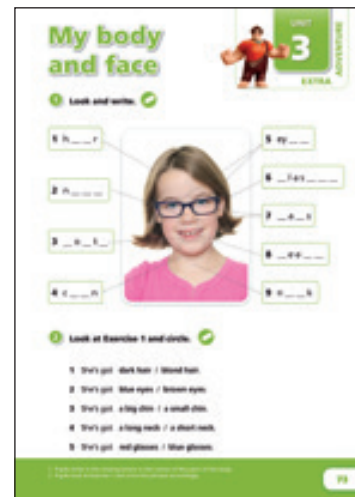 My body
and face
UNIT
3
EXTRA
ADVENTURE
1 Look and write.
1 h _ _ r
2 n _ _ _
3 _ o _ t _
4 c _ _ n
5 ey _ _
6 _ l a s _ _ _
7 _ a _ s
8 _ ee _ _
9 n _ _ k
2 Look at Exercise 1 and circle.
1 She's got dark hair / blond hair.
2 She's got blue eyes / brown eyes.
3 She's got a big chin / a small chin.
4 She's got a long neck / a short neck.
5 She's got red glasses / blue glasses.